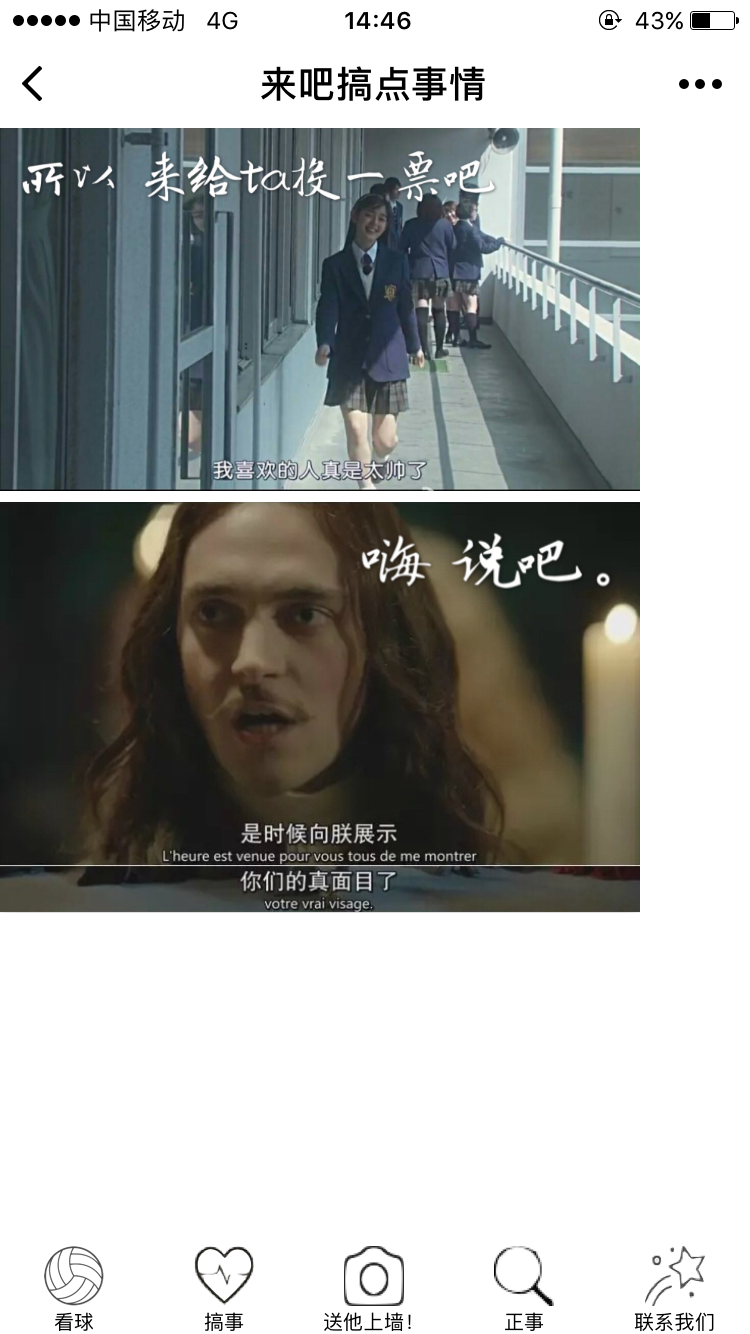 中国移动 4G 14:46 43%
来吧搞点事情
所以 来给ta投一票吧
我喜欢的人真是太帅了
嗨 说吧。
是时候向朕展示
L'heure est venue pour vous tous de me montrer
你们的真面目了
votre vrai visage.
看球 搞事 送他上墙! 正事 联系我们